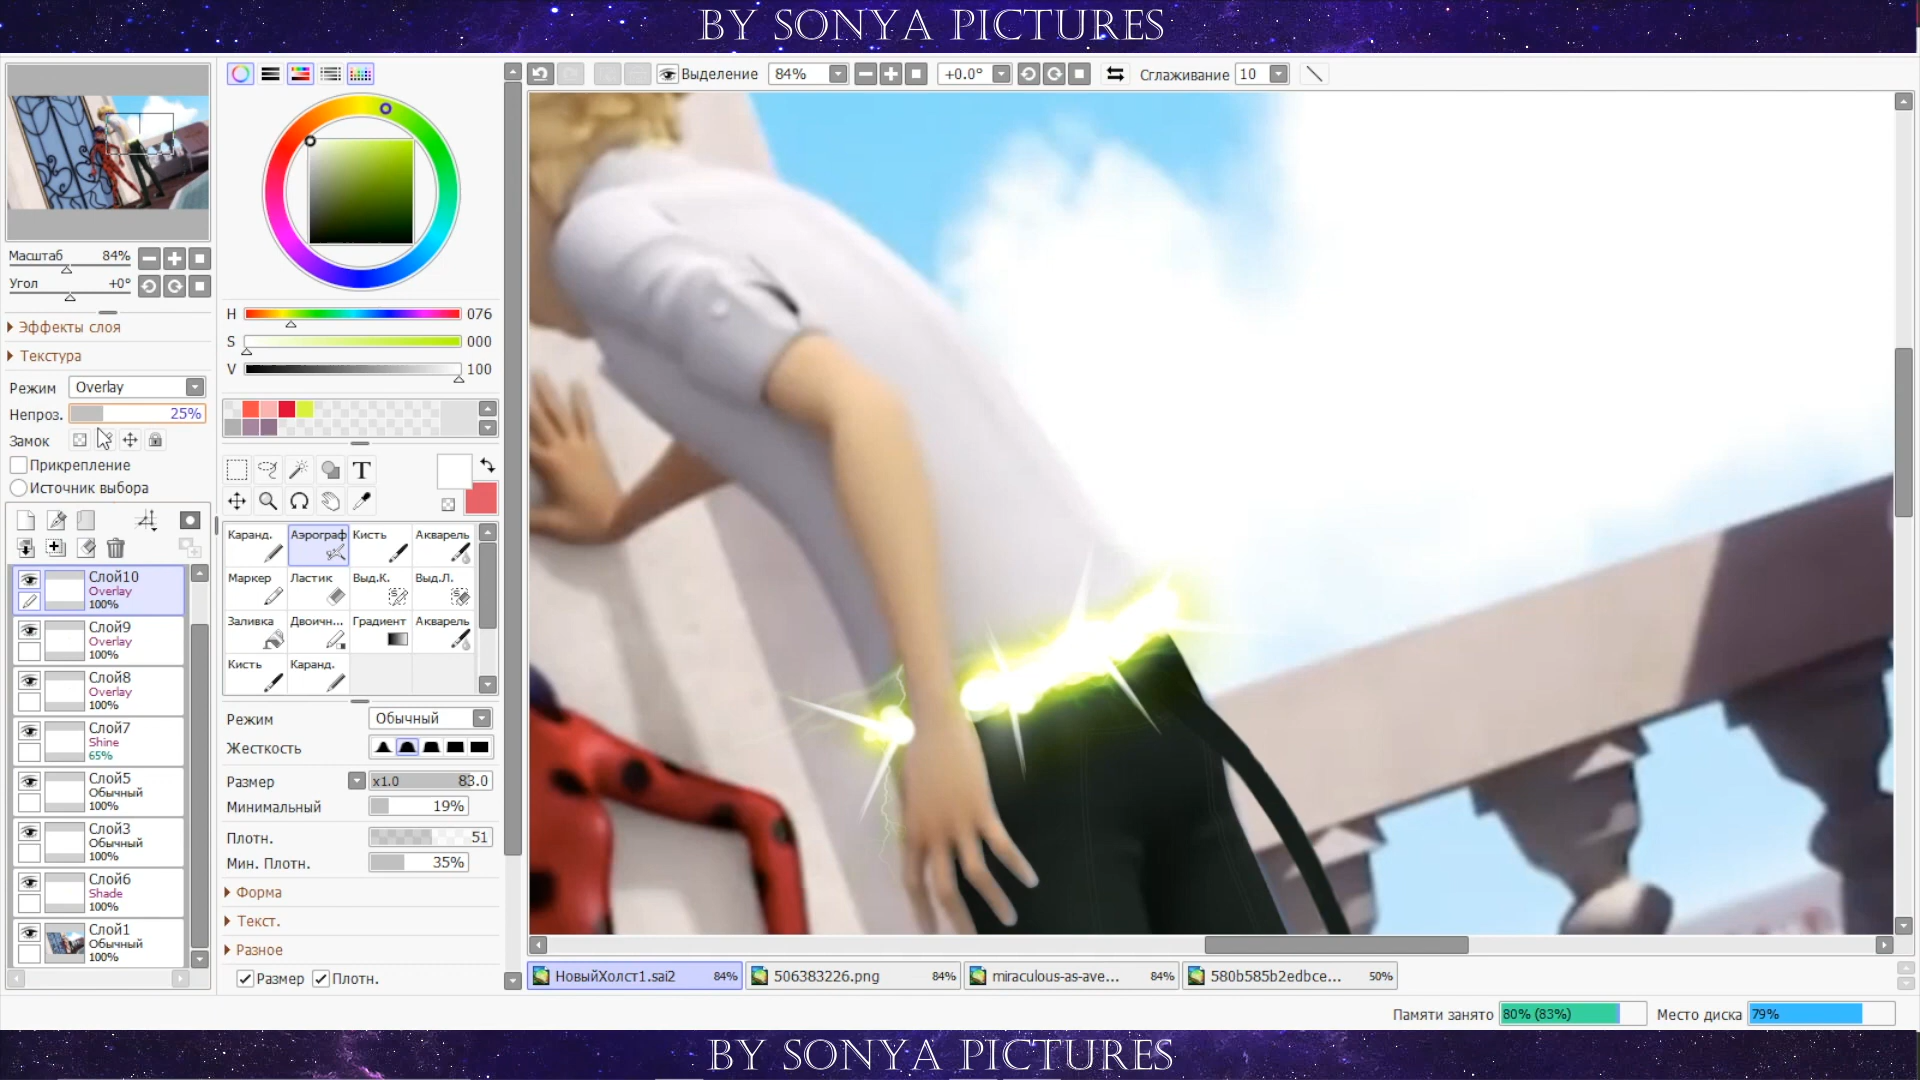 BY SONYA PICTURES
Выделение 84% +0.0° Сглаживание 10
Масштаб 84%
Угол +0°
Эффекты слоя
Текстура
Режим Overlay
Непроз. 25%
Замок
Прикрепление
Источник выбора
Слой10
Overlay
100%
Слой9
Overlay
100%
Слой8
Overlay
100%
Слой7
Shine
65%
Слой5
Обычный
100%
Слой3
Обычный
100%
Слой6
Shade
100%
Слой1
Обычный
100%
H 076
S 000
V 100
T
Каранд. Аэрограф Кисть Акварель
Маркер Ластик Выд.К. Выд.Л.
Заливка Двоичн... Градиент Акварель
Кисть Каранд.
Режим Обычный
Жесткость
Размер x1.0 83.0
Минимальный 19%
Плотн. 51
Мин. Плотн. 35%
Форма
Текст.
Разное
Размер Плотн.
НовыйХолст1.sai2 84% 506383226.png 84% miraculous-as-ave... 84% 580b585b2edbce... 50%
Памяти занято 80% (83%) Место диска 79%
BY SONYA PICTURES